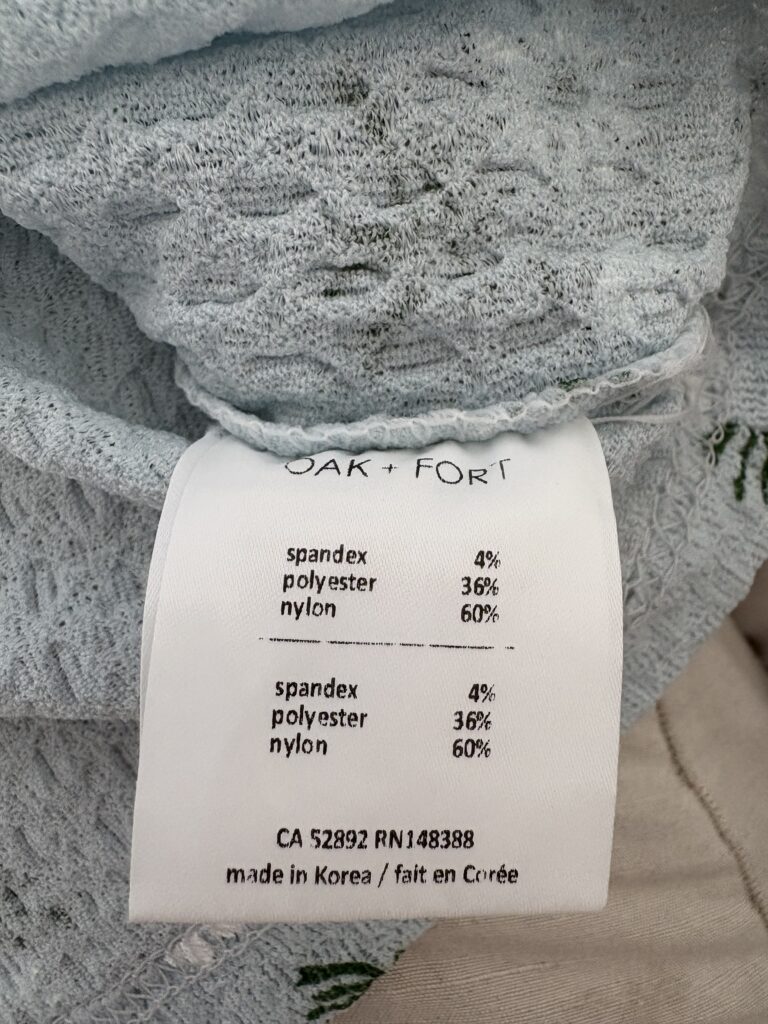 OAK + FORT
spandex 4%
polyester 36%
nylon 60%
spandex 4%
polyester 36%
nylon 60%
CA 52892 RN148388
made in Korea / fait en Corée